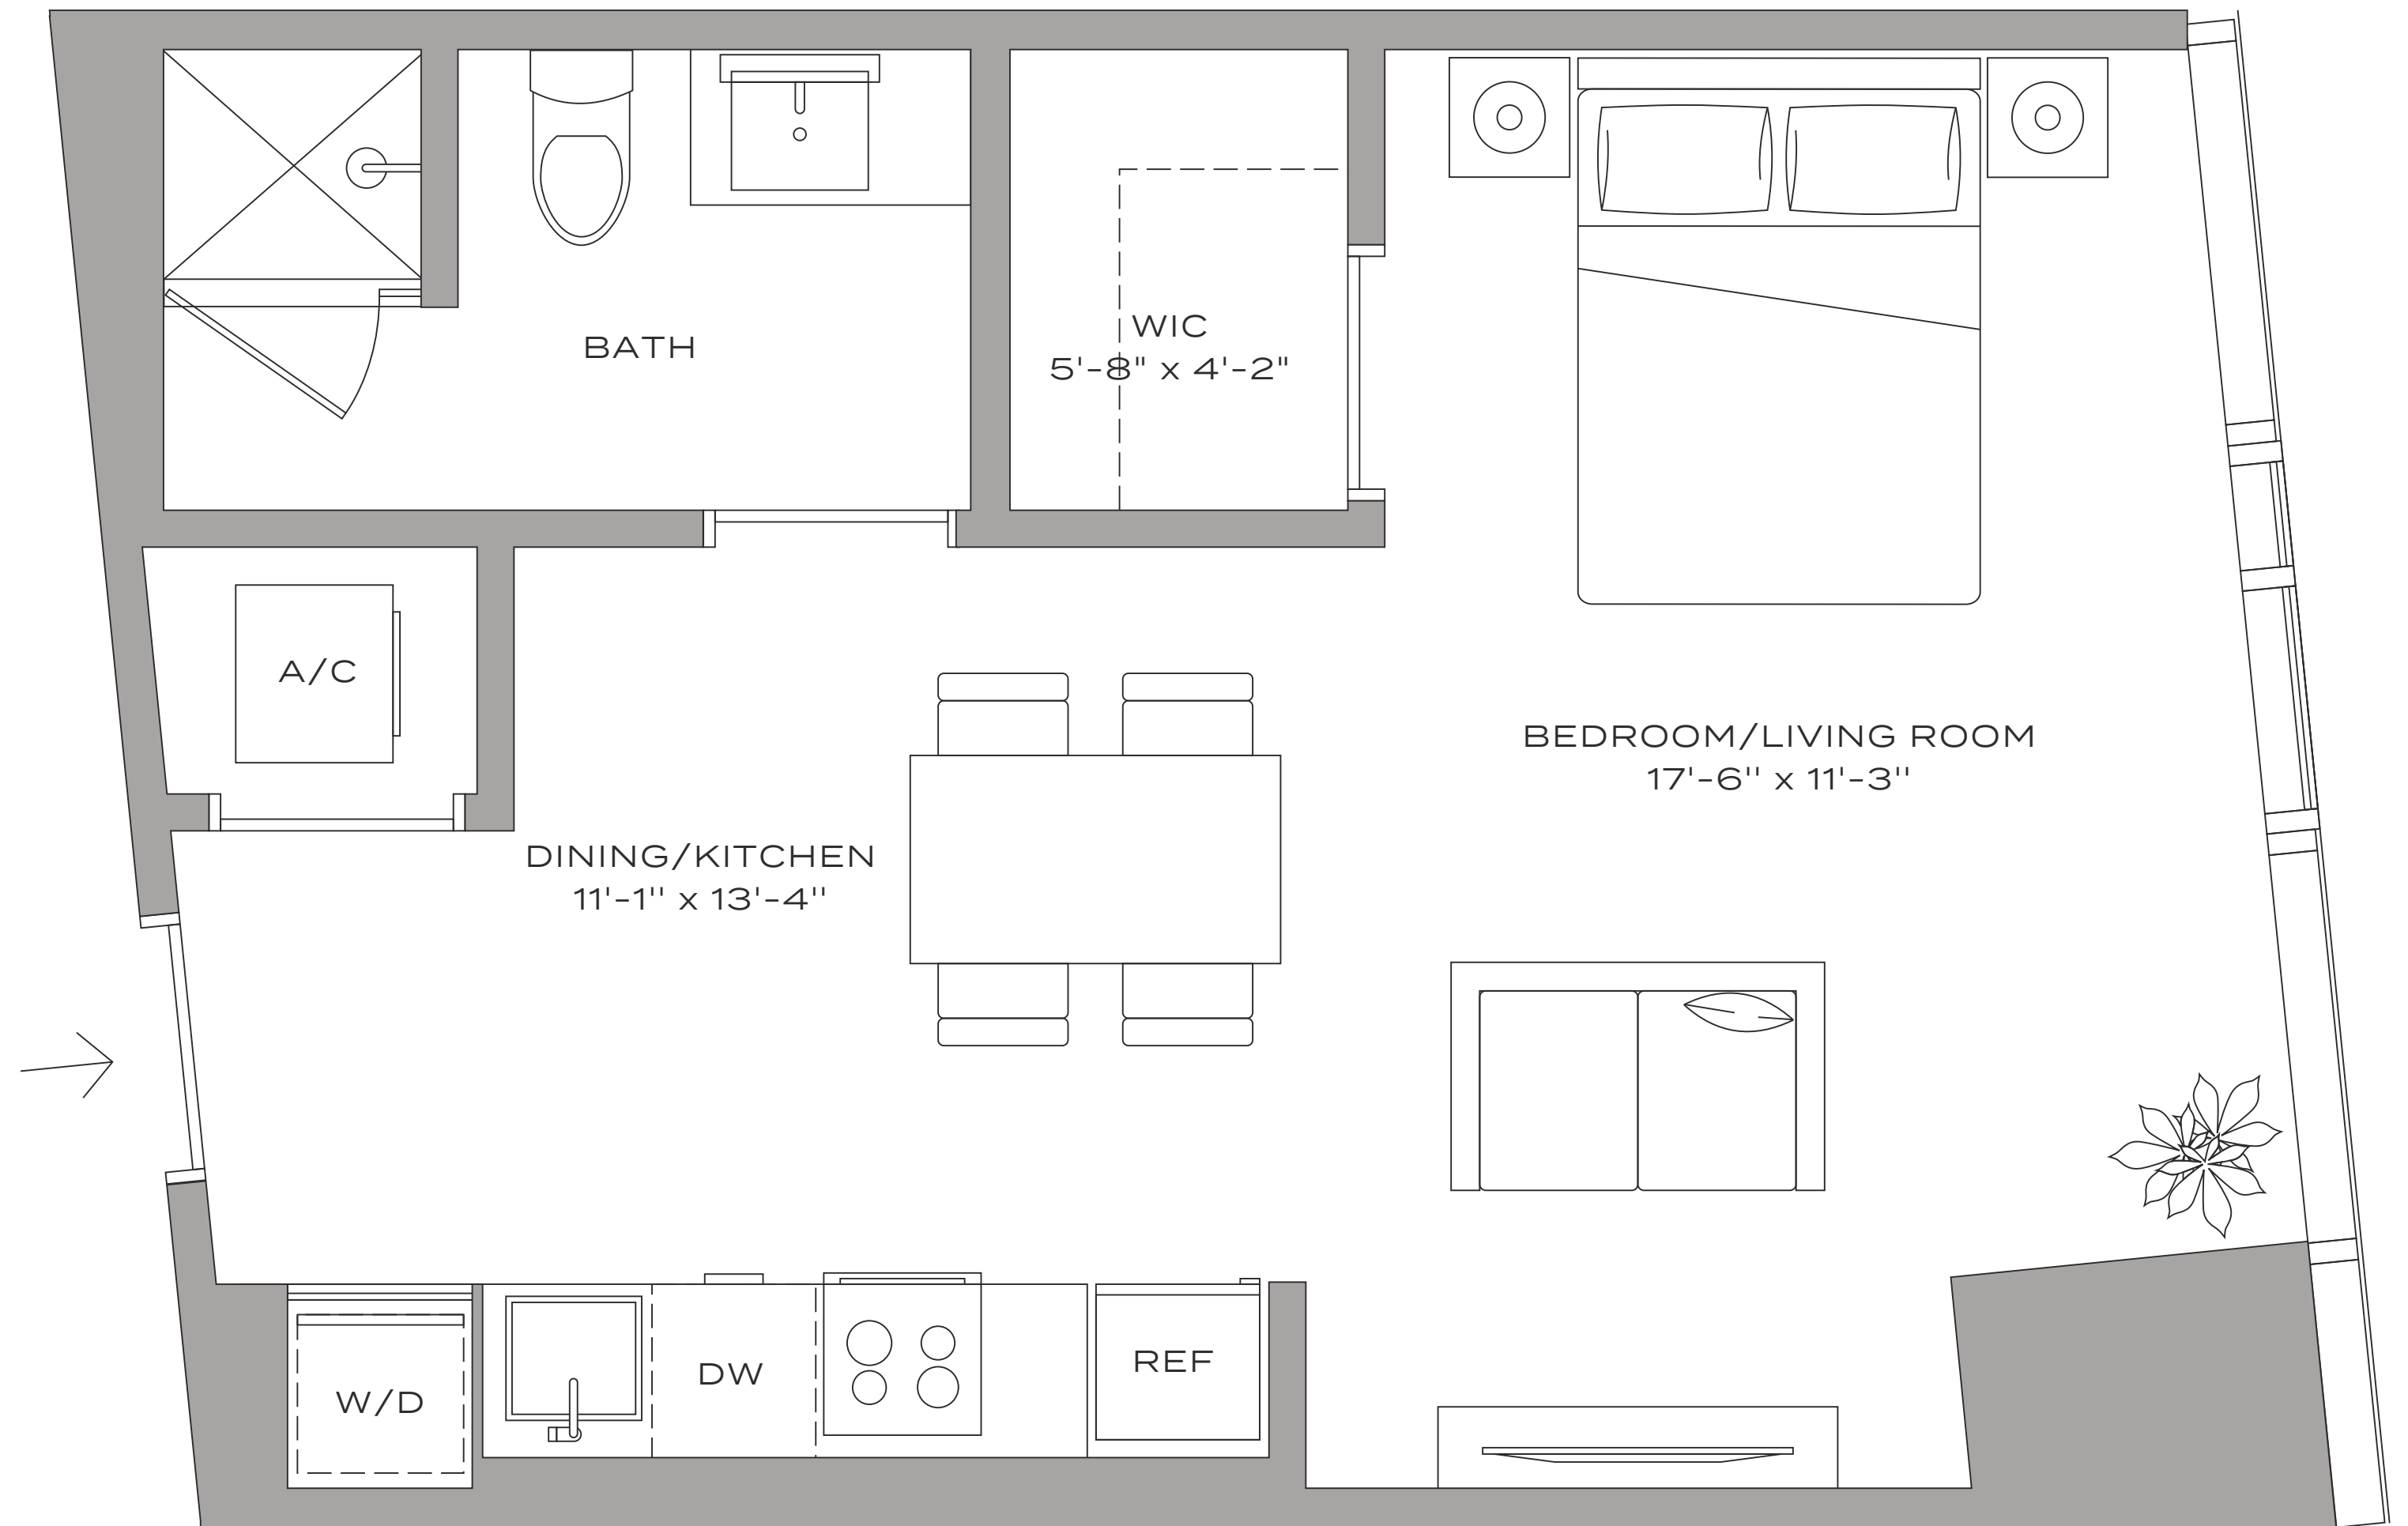 BATH
WIC
5'-8" x 4'-2"
A/C
BEDROOM/LIVING ROOM
17'-6" x 11'-3"
DINING/KITCHEN
11'-1" x 13'-4"
W/D
DW
REF